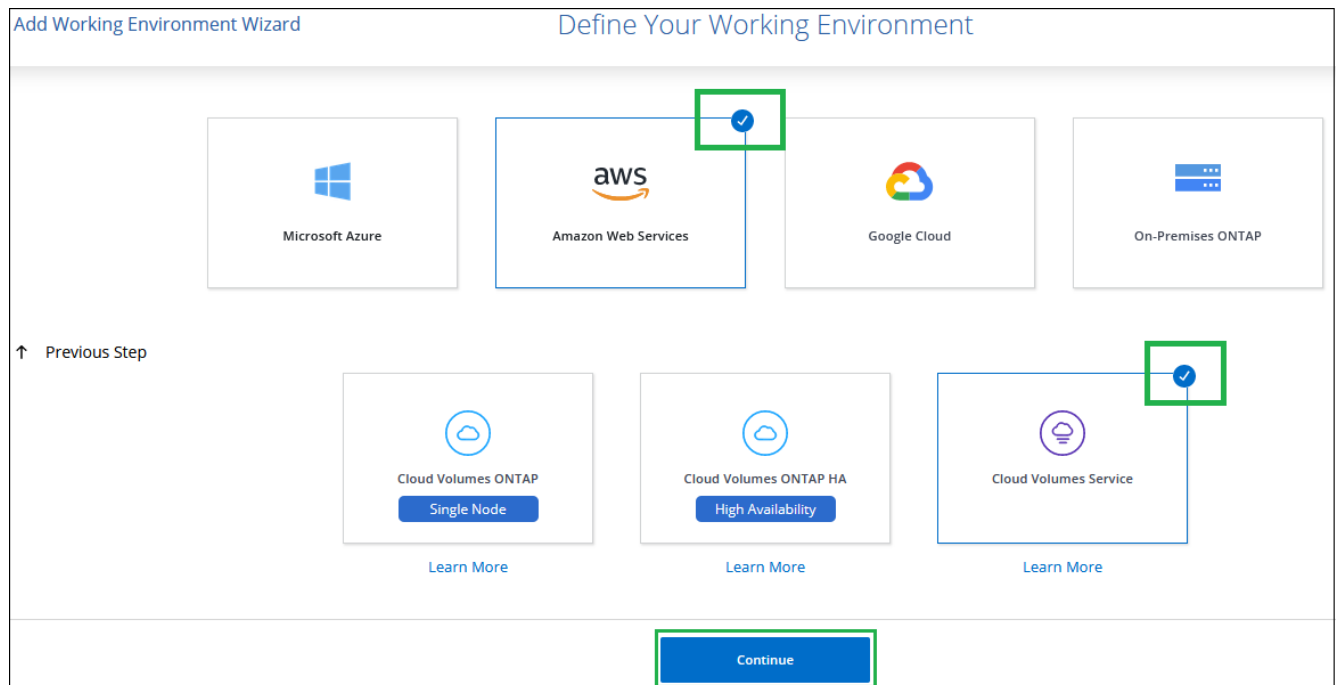 Add Working Environment Wizard
Define Your Working Environment
aws
Microsoft Azure
Amazon Web Services
Google Cloud
On-Premises ONTAP
↑ Previous Step
Cloud Volumes ONTAP
Single Node
Cloud Volumes ONTAP HA
High Availability
Cloud Volumes Service
Learn More
Learn More
Learn More
Continue